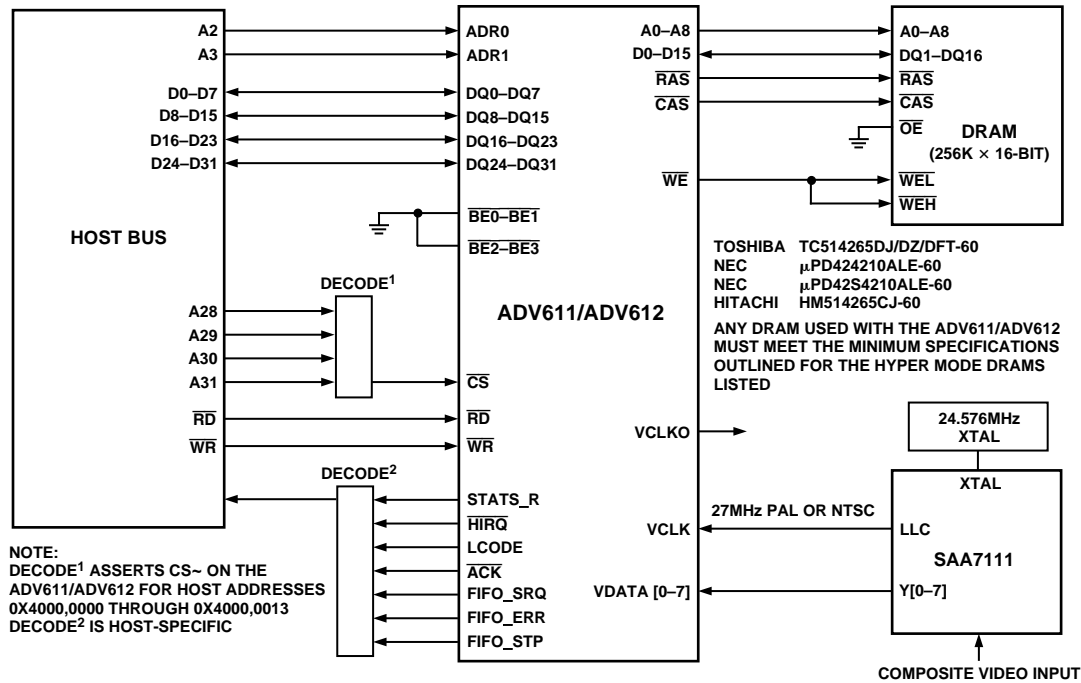 A2
A3
D0–D7
D8–D15
D16–D23
D24–D31
HOST BUS
A28
A29
A30
A31
RD
WR
DECODE1
DECODE2
NOTE:
DECODE1 ASSERTS CS~ ON THE
ADV611/ADV612 FOR HOST ADDRESSES
0X4000,0000 THROUGH 0X4000,0013
DECODE2 IS HOST-SPECIFIC
ADR0
ADR1
DQ0–DQ7
DQ8–DQ15
DQ16–DQ23
DQ24–DQ31
BE0–BE1
BE2–BE3
ADV611/ADV612
CS
RD
WR
STATS_R
HIRQ
LCODE
ACK
FIFO_SRQ
FIFO_ERR
FIFO_STP
A0–A8
D0–D15
RAS
CAS
WE
VCLKO
VCLK
VDATA [0–7]
A0–A8
DQ1–DQ16
RAS
CAS
OE
DRAM
(256K × 16-BIT)
WEL
WEH
TOSHIBA TC514265DJ/DZ/DFT-60
NEC μPD424210ALE-60
NEC μPD42S4210ALE-60
HITACHI HM514265CJ-60
ANY DRAM USED WITH THE ADV611/ADV612
MUST MEET THE MINIMUM SPECIFICATIONS
OUTLINED FOR THE HYPER MODE DRAMS
LISTED
24.576MHz
XTAL
XTAL
27MHz PAL OR NTSC
LLC
SAA7111
Y[0–7]
COMPOSITE VIDEO INPUT